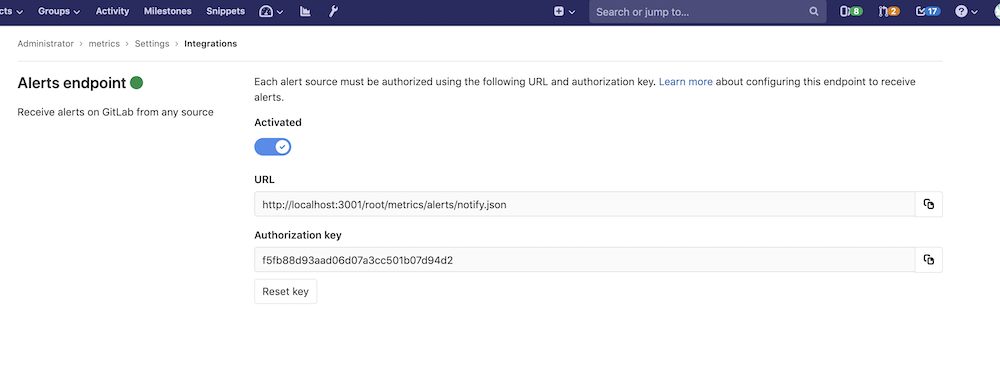 cts Groups Activity Milestones Snippets Search or jump to... 8 2 17
Administrator > metrics > Settings > Integrations
Alerts endpoint
Receive alerts on GitLab from any source
Each alert source must be authorized using the following URL and authorization key. Learn more about configuring this endpoint to receive
alerts.
Activated
URL
http://localhost:3001/root/metrics/alerts/notify.json
Authorization key
f5fb88d93aad06d07a3cc501b07d94d2
Reset key